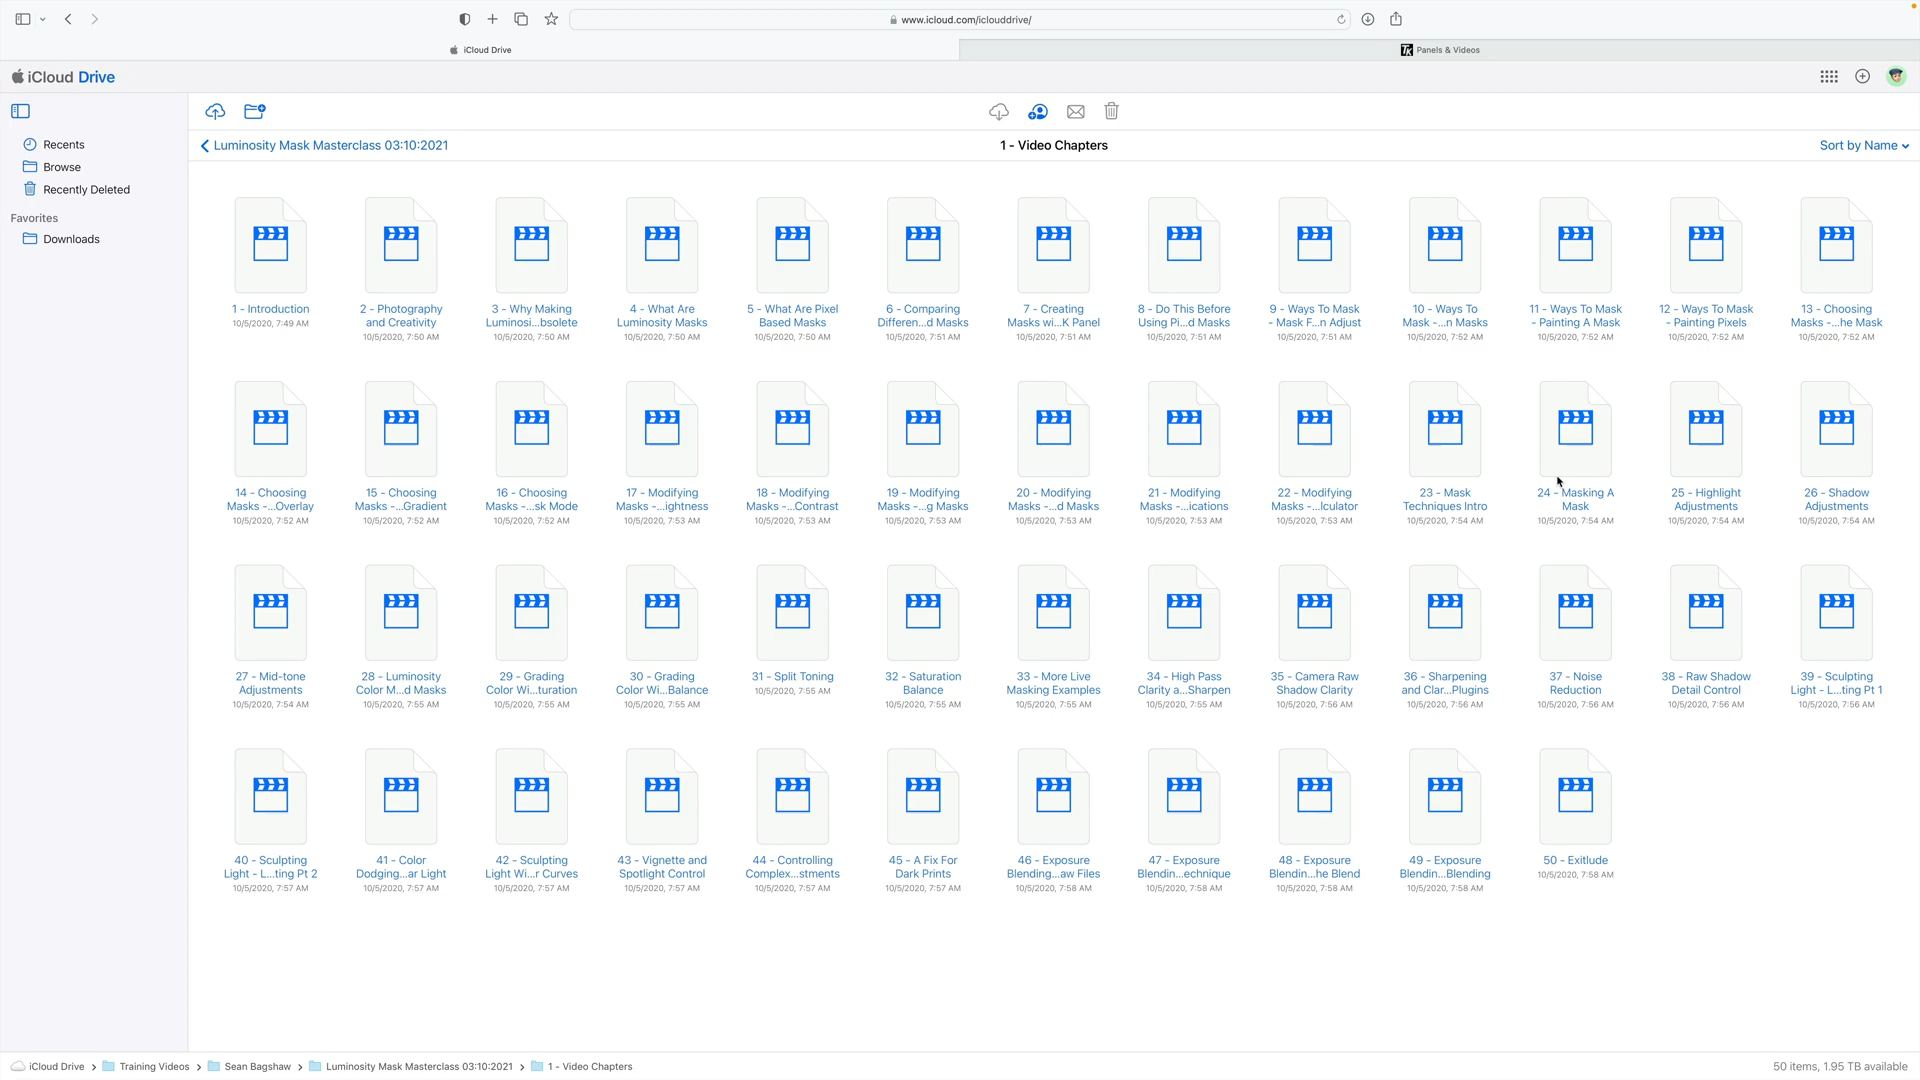 www.icloud.com/iclouddrive/
iCloud Drive
Panels & Videos
iCloud Drive
Recents
Browse
Recently Deleted
Favorites
Downloads
Luminosity Mask Masterclass 03:10:2021
1 - Video Chapters
Sort by Name
1 - Introduction
10/5/2020, 7:49 AM
2 - Photography
and Creativity
10/5/2020, 7:50 AM
3 - Why Making
Luminosi...bsolete
10/5/2020, 7:50 AM
4 - What Are
Luminosity Masks
10/5/2020, 7:50 AM
5 - What Are Pixel
Based Masks
10/5/2020, 7:50 AM
6 - Comparing
Differen...d Masks
10/5/2020, 7:51 AM
7 - Creating
Masks wi...K Panel
10/5/2020, 7:51 AM
8 - Do This Before
Using Pi...d Masks
10/5/2020, 7:51 AM
9 - Ways To Mask
- Mask F...n Adjust
10/5/2020, 7:51 AM
10 - Ways To
Mask -...n Masks
10/5/2020, 7:52 AM
11 - Ways To Mask
- Painting A Mask
10/5/2020, 7:52 AM
12 - Ways To Mask
- Painting Pixels
10/5/2020, 7:52 AM
13 - Choosing
Masks -...he Mask
10/5/2020, 7:52 AM
14 - Choosing
Masks -...Overlay
10/5/2020, 7:52 AM
15 - Choosing
Masks -...Gradient
10/5/2020, 7:52 AM
16 - Choosing
Masks -...sk Mode
10/5/2020, 7:52 AM
17 - Modifying
Masks -...ightness
10/5/2020, 7:53 AM
18 - Modifying
Masks -...Contrast
10/5/2020, 7:53 AM
19 - Modifying
Masks -...g Masks
10/5/2020, 7:53 AM
20 - Modifying
Masks -...d Masks
10/5/2020, 7:53 AM
21 - Modifying
Masks -...ications
10/5/2020, 7:53 AM
22 - Modifying
Masks -...lculator
10/5/2020, 7:53 AM
23 - Mask
Techniques Intro
10/5/2020, 7:54 AM
24 - Masking A
Mask
10/5/2020, 7:54 AM
25 - Highlight
Adjustments
10/5/2020, 7:54 AM
26 - Shadow
Adjustments
10/5/2020, 7:54 AM
27 - Mid-tone
Adjustments
10/5/2020, 7:54 AM
28 - Luminosity
Color M...d Masks
10/5/2020, 7:55 AM
29 - Grading
Color Wi...turation
10/5/2020, 7:55 AM
30 - Grading
Color Wi...Balance
10/5/2020, 7:55 AM
31 - Split Toning
10/5/2020, 7:55 AM
32 - Saturation
Balance
10/5/2020, 7:55 AM
33 - More Live
Masking Examples
10/5/2020, 7:55 AM
34 - High Pass
Clarity a...Sharpen
10/5/2020, 7:55 AM
35 - Camera Raw
Shadow Clarity
10/5/2020, 7:56 AM
36 - Sharpening
and Clar...Plugins
10/5/2020, 7:56 AM
37 - Noise
Reduction
10/5/2020, 7:56 AM
38 - Raw Shadow
Detail Control
10/5/2020, 7:56 AM
39 - Sculpting
Light - L...ting Pt 1
10/5/2020, 7:56 AM
40 - Sculpting
Light - L...ting Pt 2
10/5/2020, 7:57 AM
41 - Color
Dodging...ar Light
10/5/2020, 7:57 AM
42 - Sculpting
Light Wi...r Curves
10/5/2020, 7:57 AM
43 - Vignette and
Spotlight Control
10/5/2020, 7:57 AM
44 - Controlling
Complex...stments
10/5/2020, 7:57 AM
45 - A Fix For
Dark Prints
10/5/2020, 7:57 AM
46 - Exposure
Blending...aw Files
10/5/2020, 7:58 AM
47 - Exposure
Blendin...echnique
10/5/2020, 7:58 AM
48 - Exposure
Blendin...he Blend
10/5/2020, 7:58 AM
49 - Exposure
Blendin...Blending
10/5/2020, 7:58 AM
50 - Exitlude
10/5/2020, 7:58 AM
iCloud Drive
Training Videos
Sean Bagshaw
Luminosity Mask Masterclass 03:10:2021
1 - Video Chapters
50 items, 1.95 TB available